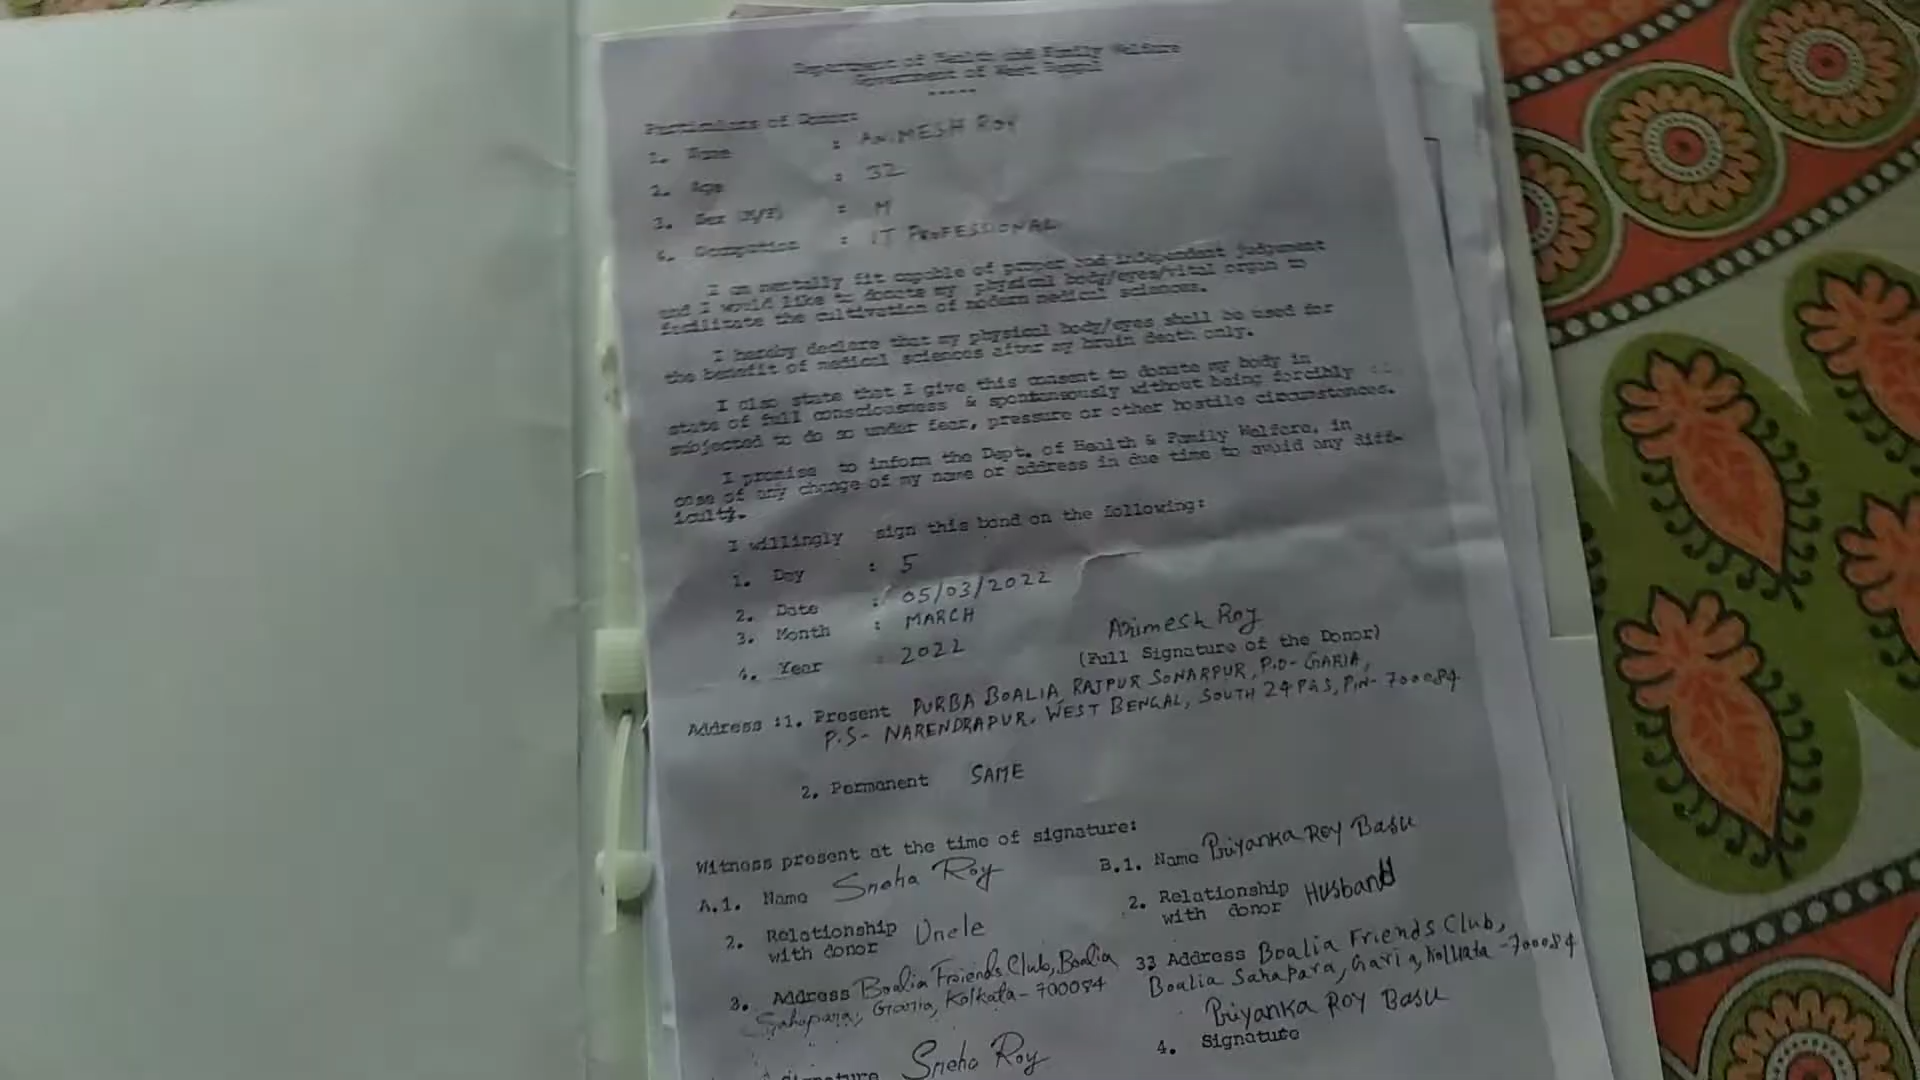 Department of Health and Family Welfare
Government of West Bengal
-----
Particulars of Donor:
1. Name : ANIMESH ROY
2. Age : 32
3. Sex (M/F) : M
4. Occupation : IT PROFESSIONAL
I am mentally fit capable of proper and independent judgement
and I would like to donate my physical body/eyes/vital organ to
facilitate the cultivation of modern medical sciences.
I hereby declare that my physical body/eyes shall be used for
the benefit of medical sciences after my brain death only.
I also state that I give this consent to donate my body in
state of full consciousness & spontensously without being forcibly
subjected to do so under fear, pressure or other hostile circumstances.
I promise to inform the Dept. of Health & Family Welfare, in
case of any change of my name or address in due time to avoid any diff-
iculty.
I willingly sign this bond on the following:
1. Day : 5
2. Date : 05/03/2022
3. Month : MARCH
4. Year : 2022
Animesh Roy
(Full Signature of the Donor)
Address :1. Present PURBA BOALIA, RAJPUR SONARPUR, P.O- GARIA,
P.S- NARENDRAPUR, WEST BENGAL, SOUTH 24 PGS, PIN- 700084
2. Permanent SAME
Witness present at the time of signature:
A.1. Name Sneha Roy
2. Relationship with donor Uncle
3. Address Boalia Friends Club, Boalia
Sahapara, Garia, Kolkata - 700084
Signature Sneha Roy
B.1. Name Priyanka Roy Basu
2. Relationship with donor Husband
33 Address Boalia Friends Club,
Boalia Sahapara, Garia, Kolkata - 700084
Priyanka Roy Basu
4. Signature